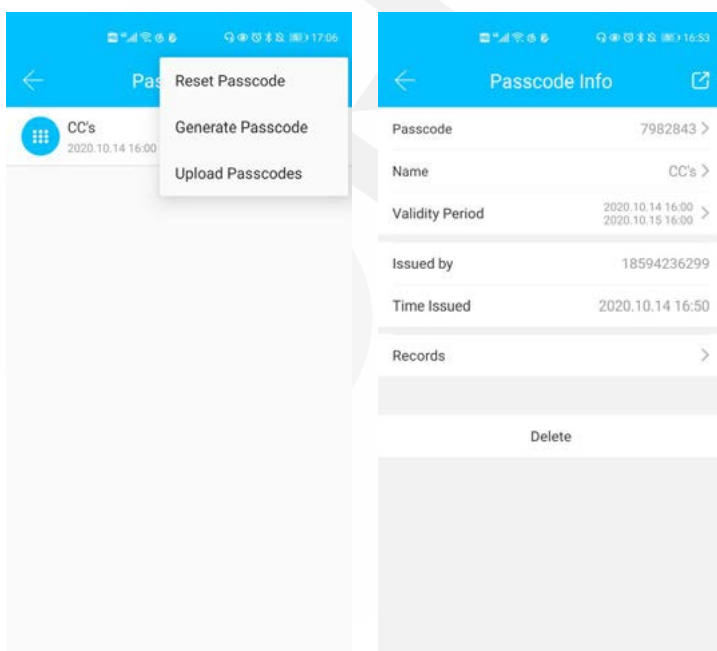 17:06
Pas
Reset Passcode
Generate Passcode
Upload Passcodes
CC's
2020.10.14 16:00
16:53
Passcode Info
Passcode 7982843 >
Name CC's >
Validity Period 2020.10.14 16:00 >
2020.10.15 16:00
Issued by 18594236299
Time Issued 2020.10.14 16:50
Records >
Delete